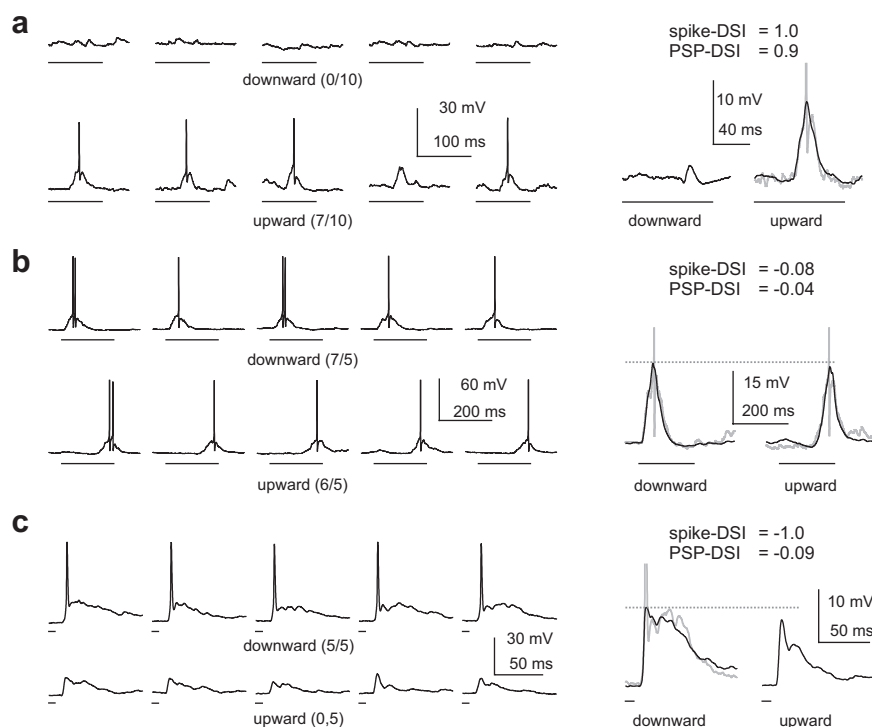 a
downward (0/10)
30 mV
100 ms
upward (7/10)
spike-DSI = 1.0
PSP-DSI = 0.9
10 mV
40 ms
downward upward
b
downward (7/5)
60 mV
200 ms
upward (6/5)
spike-DSI = -0.08
PSP-DSI = -0.04
15 mV
200 ms
downward upward
c
downward (5/5)
30 mV
50 ms
upward (0,5)
spike-DSI = -1.0
PSP-DSI = -0.09
10 mV
50 ms
downward upward